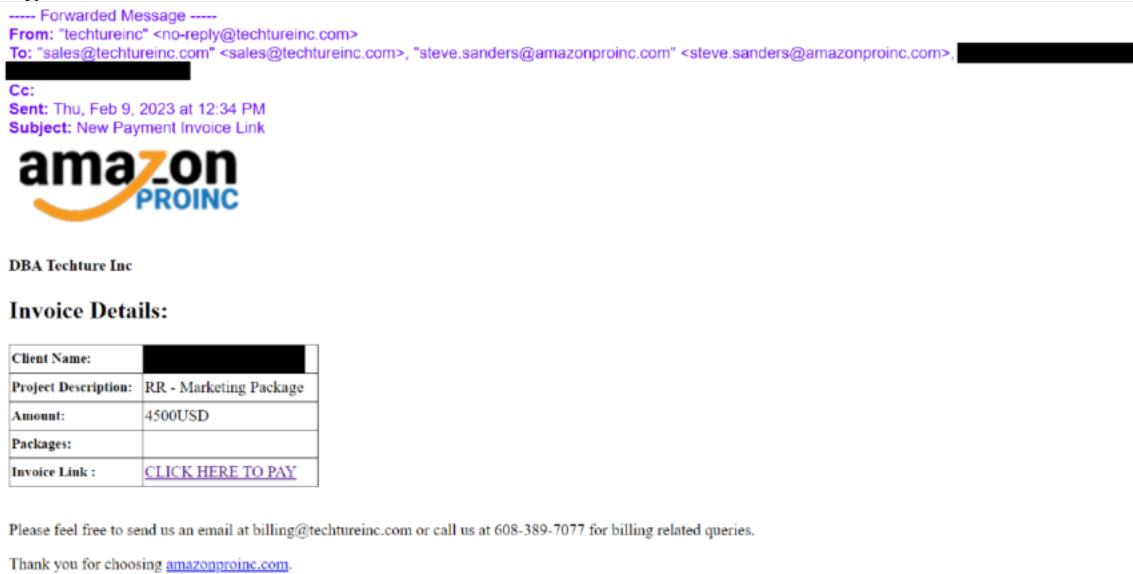 ----- Forwarded Message -----
From: "techtureinc" <no-reply@techtureinc.com>
To: "sales@techtureinc.com" <sales@techtureinc.com>, "steve.sanders@amazonproinc.com" <steve.sanders@amazonproinc.com>,
Cc:
Sent: Thu, Feb 9, 2023 at 12:34 PM
Subject: New Payment Invoice Link
amazon
PROINC
DBA Techture Inc
Invoice Details:
Client Name:
Project Description: RR - Marketing Package
Amount: 4500USD
Packages:
Invoice Link : CLICK HERE TO PAY
Please feel free to send us an email at billing@techtureinc.com or call us at 608-389-7077 for billing related queries.
Thank you for choosing amazonproinc.com.